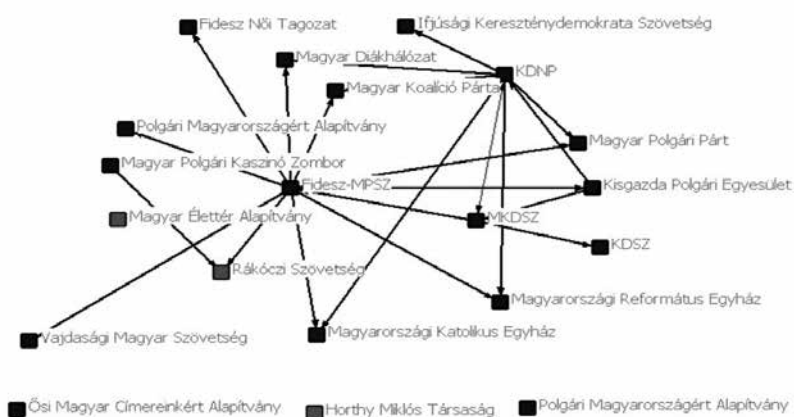 Fidesz Női Tagozat
Ifjúsági Kereszténydemokrata Szövetség
Magyar Diákhálózat
KDNP
Magyar Koalíció Pártja
Polgári Magyarországért Alapítvány
Magyar Polgári Párt
Magyar Polgári Kaszinó Zombor
Fidesz-MPSZ
Kisgazda Polgári Egyesület
Magyar Élettér Alapítvány
MKDSZ
KDSZ
Rákóczi Szövetség
Magyarországi Református Egyház
Vajdasági Magyar Szövetség
Magyarországi Katolikus Egyház
Ősi Magyar Címereinkért Alapítvány
Horthy Miklós Társaság
Polgári Magyarországért Alapítvány